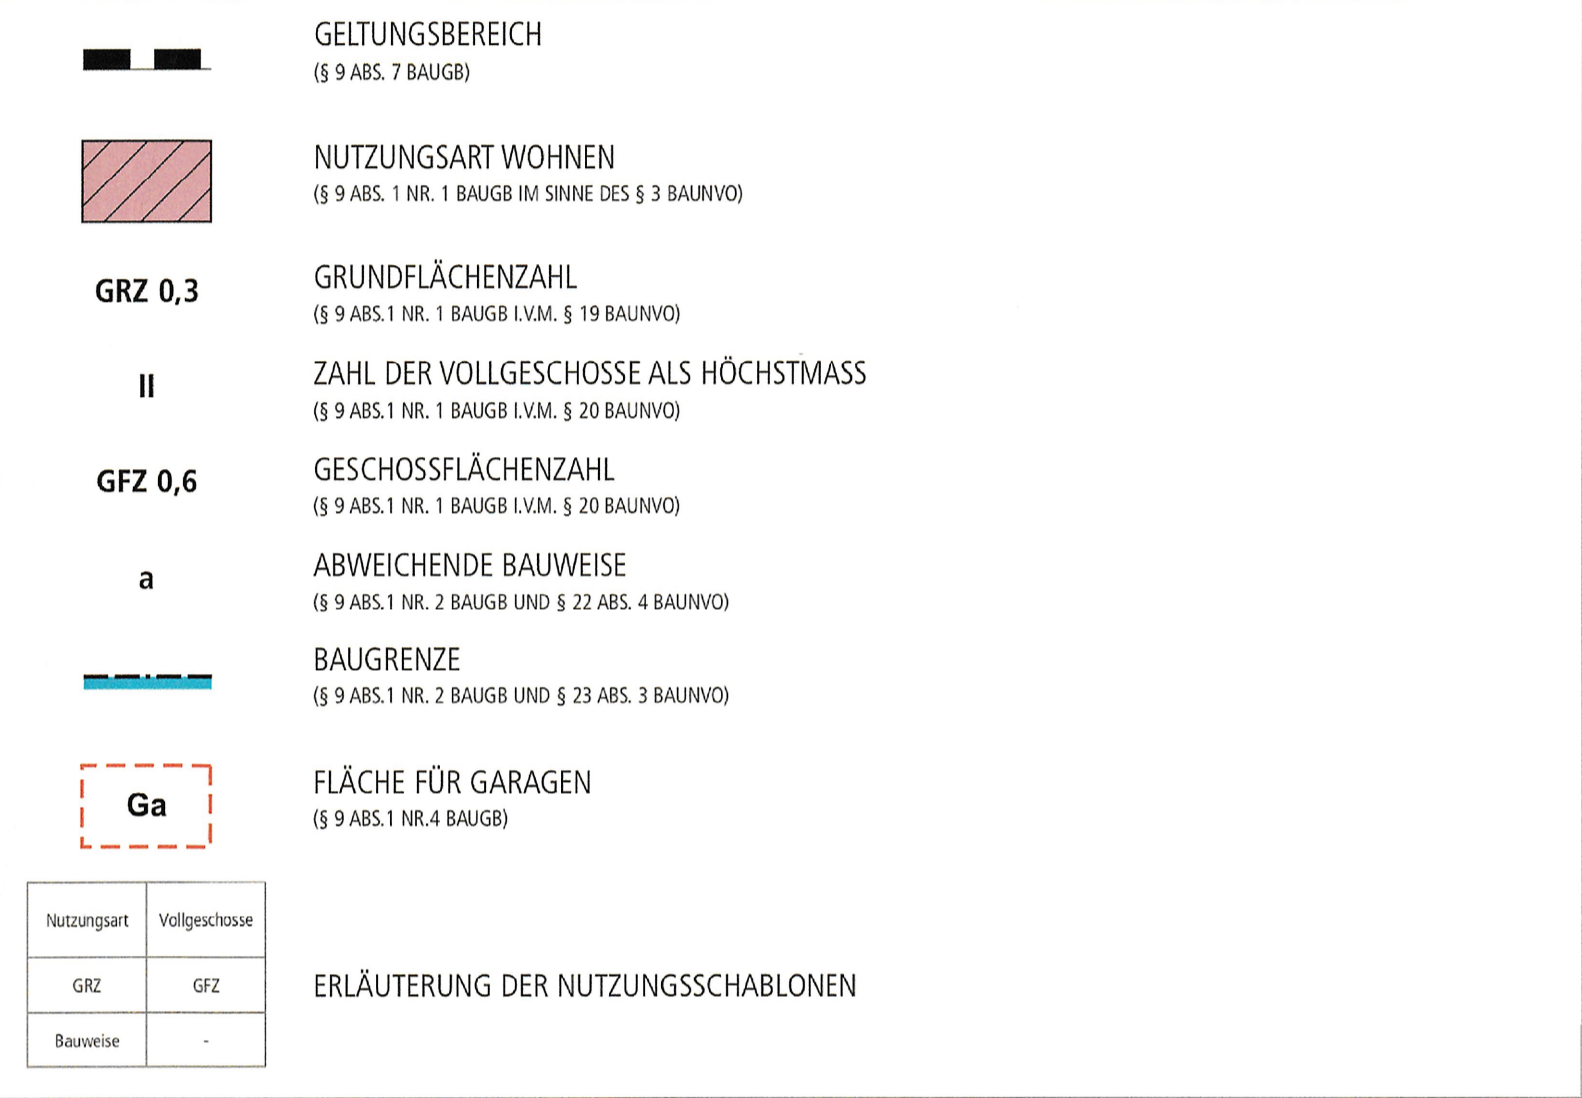 GELTUNGSBEREICH
(§ 9 ABS. 7 BAUGB)
NUTZUNGSART WOHNEN
(§ 9 ABS. 1 NR. 1 BAUGB IM SINNE DES § 3 BAUNVO)
GRZ 0,3
GRUNDFLÄCHENZAHL
(§ 9 ABS.1 NR. 1 BAUGB I.V.M. § 19 BAUNVO)
II
ZAHL DER VOLLGESCHOSSE ALS HÖCHSTMASS
(§ 9 ABS.1 NR. 1 BAUGB I.V.M. § 20 BAUNVO)
GFZ 0,6
GESCHOSSFLÄCHENZAHL
(§ 9 ABS.1 NR. 1 BAUGB I.V.M. § 20 BAUNVO)
a
ABWEICHENDE BAUWEISE
(§ 9 ABS.1 NR. 2 BAUGB UND § 22 ABS. 4 BAUNVO)
BAUGRENZE
(§ 9 ABS.1 NR. 2 BAUGB UND § 23 ABS. 3 BAUNVO)
Ga
FLÄCHE FÜR GARAGEN
(§ 9 ABS.1 NR.4 BAUGB)
Nutzungsart Vollgeschosse
GRZ GFZ
Bauweise -
ERLÄUTERUNG DER NUTZUNGSSCHABLONEN